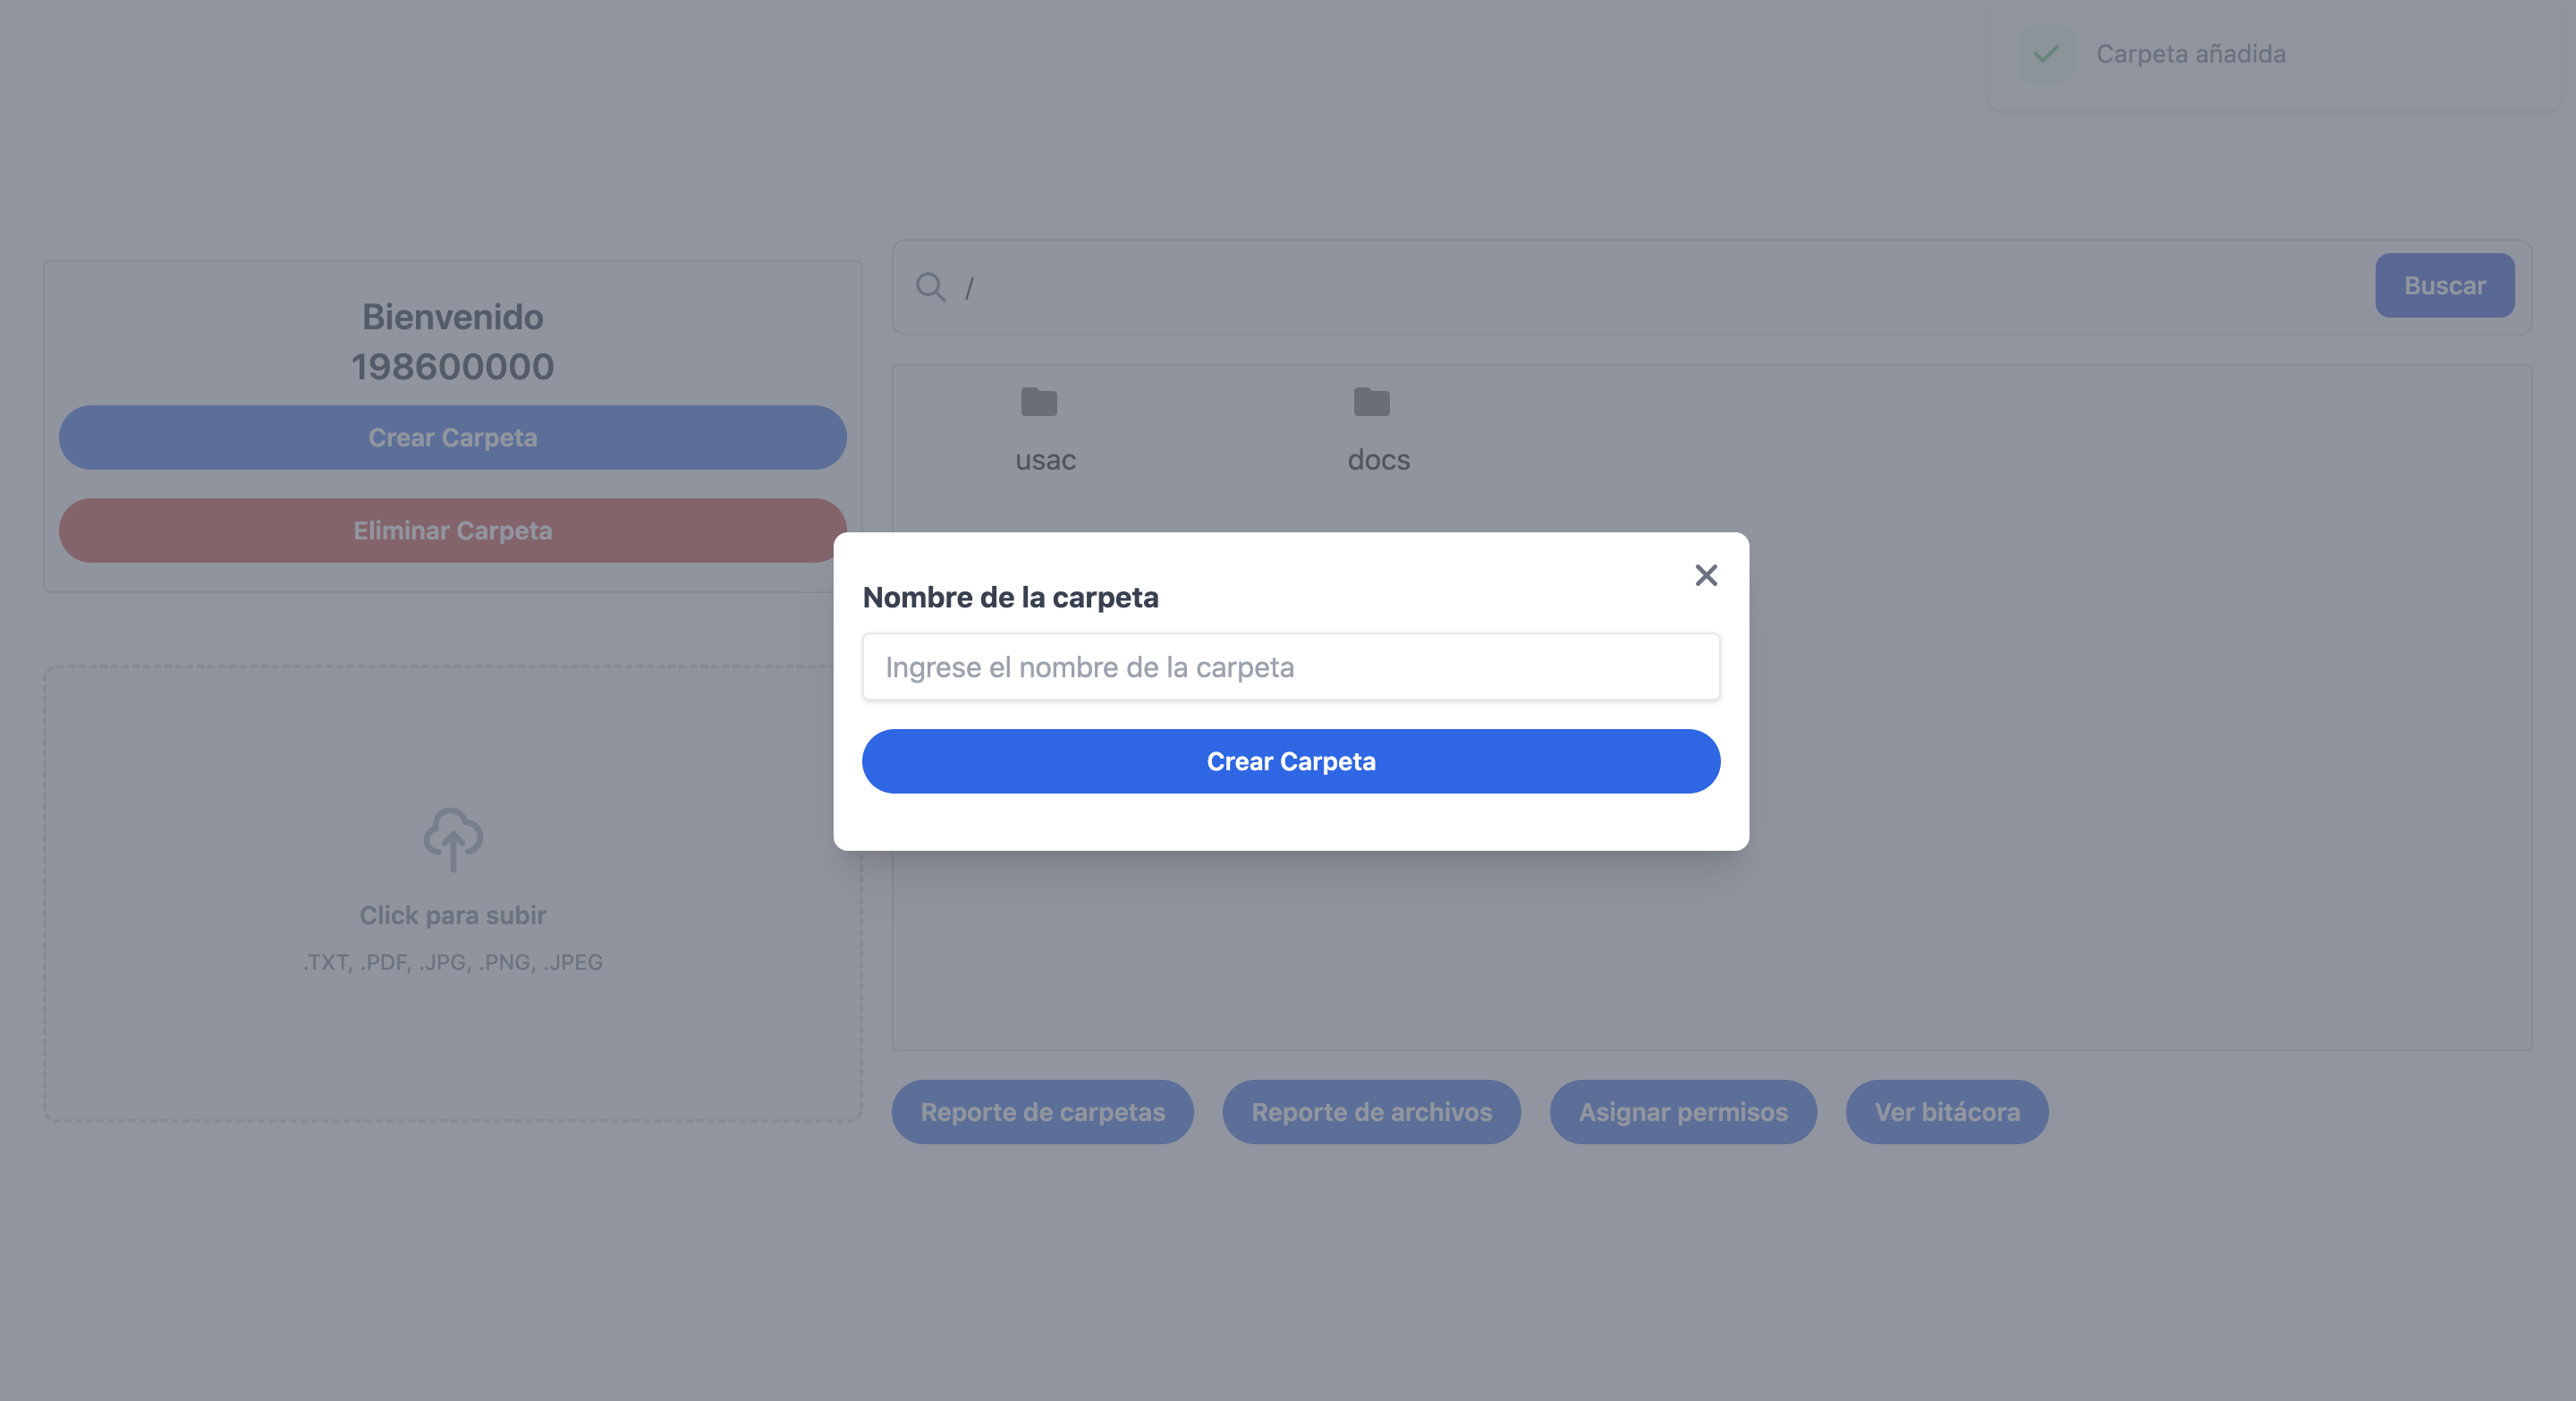 Carpeta añadida
/
Buscar
Bienvenido
198600000
Crear Carpeta
Eliminar Carpeta
usac
docs
Nombre de la carpeta
Ingrese el nombre de la carpeta
Crear Carpeta
Click para subir
.TXT, .PDF, .JPG, .PNG, .JPEG
Reporte de carpetas
Reporte de archivos
Asignar permisos
Ver bitácora